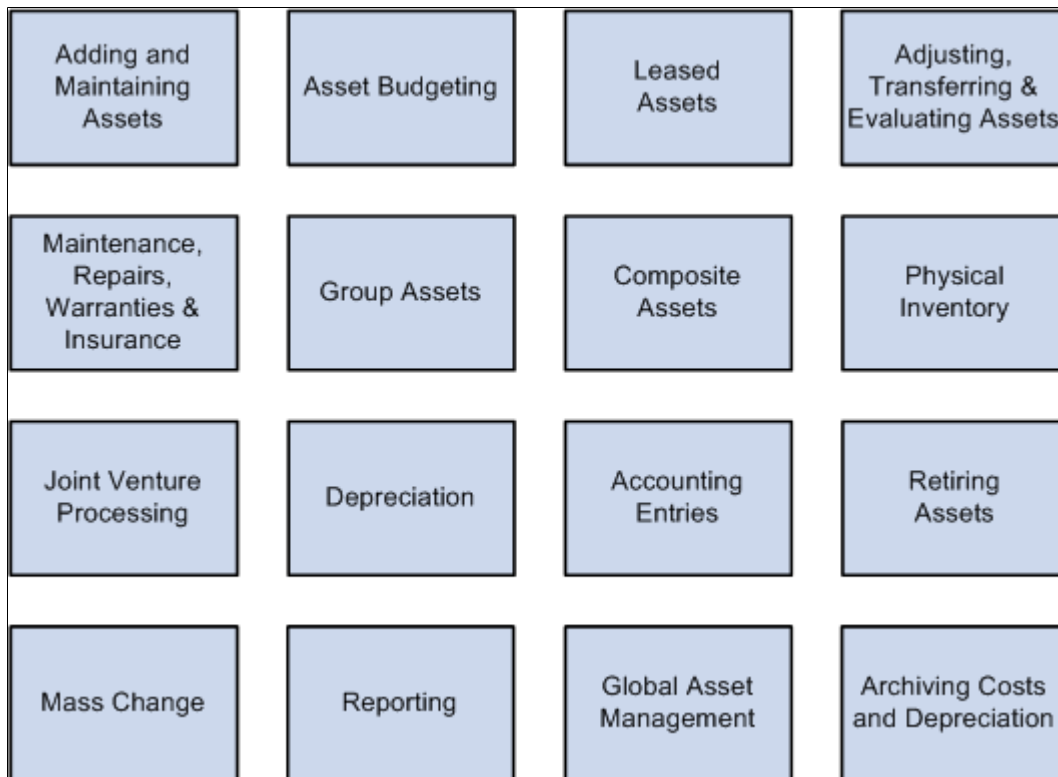 Adding and
Maintaining
Assets
Asset Budgeting
Leased
Assets
Adjusting,
Transferring &
Evaluating Assets
Maintenance,
Repairs,
Warranties &
Insurance
Group Assets
Composite
Assets
Physical
Inventory
Joint Venture
Processing
Depreciation
Accounting
Entries
Retiring
Assets
Mass Change
Reporting
Global Asset
Management
Archiving Costs
and Depreciation